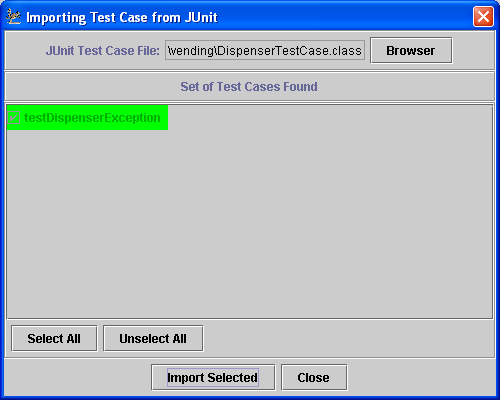 Importing Test Case from JUnit
JUnit Test Case File: \vending\DispenserTestCase.class Browser
Set of Test Cases Found
testDispenserException
Select All Unselect All
Import Selected Close